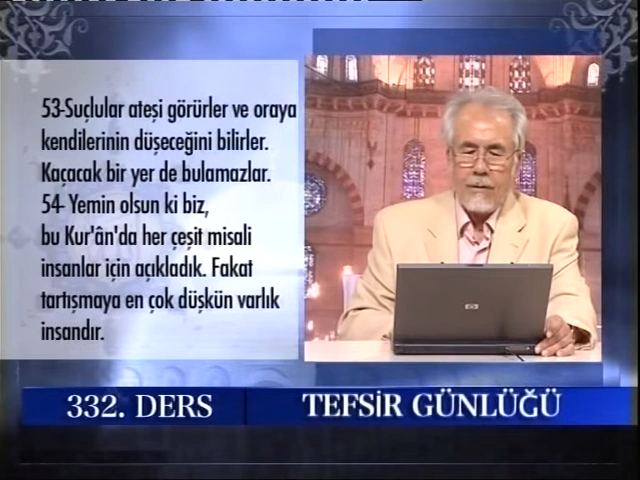 53-Suçlular ateşi görürler ve oraya
kendilerinin düşeceğini bilirler.
Kaçacak bir yer de bulamazlar.
54- Yemin olsun ki biz,
bu Kur'ân'da her çeşit misali
insanlar için açıkladık. Fakat
tartışmaya en çok düşkün varlık
insandır.
hp
332. DERS
TEFSİR GÜNLÜĞÜ